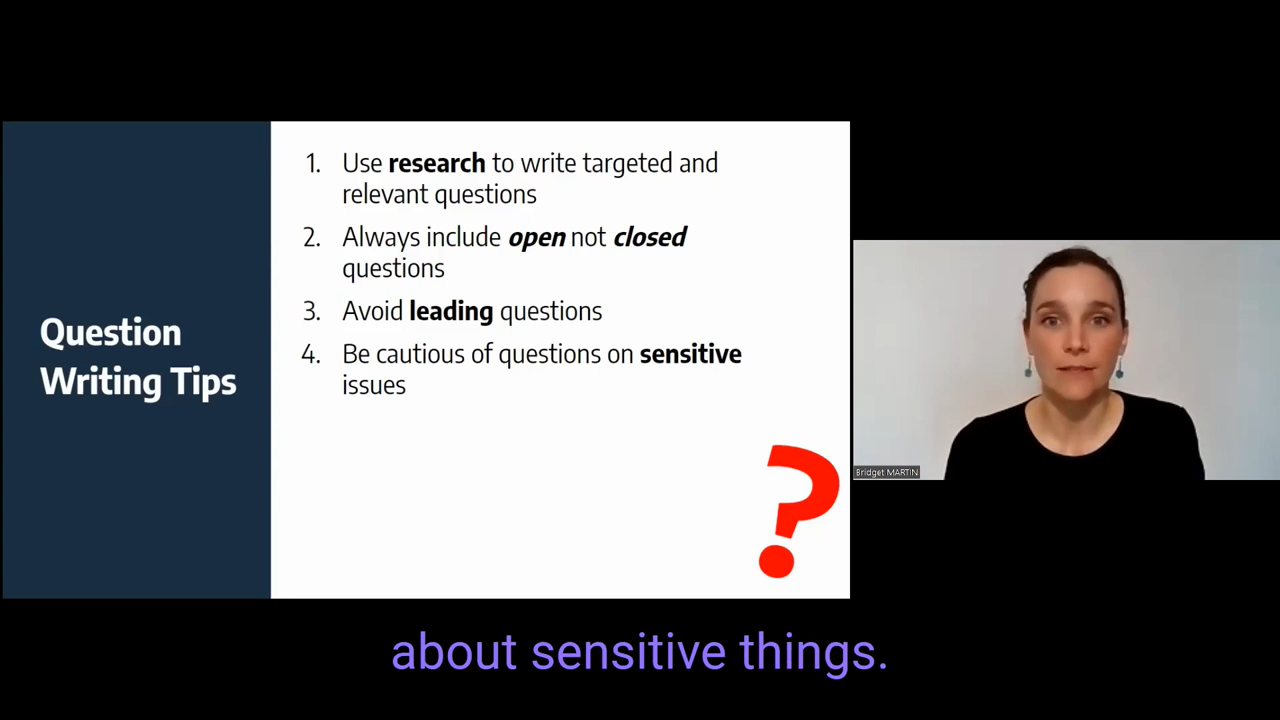 Question
Writing Tips
1. Use research to write targeted and
relevant questions
2. Always include open not closed
questions
3. Avoid leading questions
4. Be cautious of questions on sensitive
issues
?
Bridget MARTIN
about sensitive things.